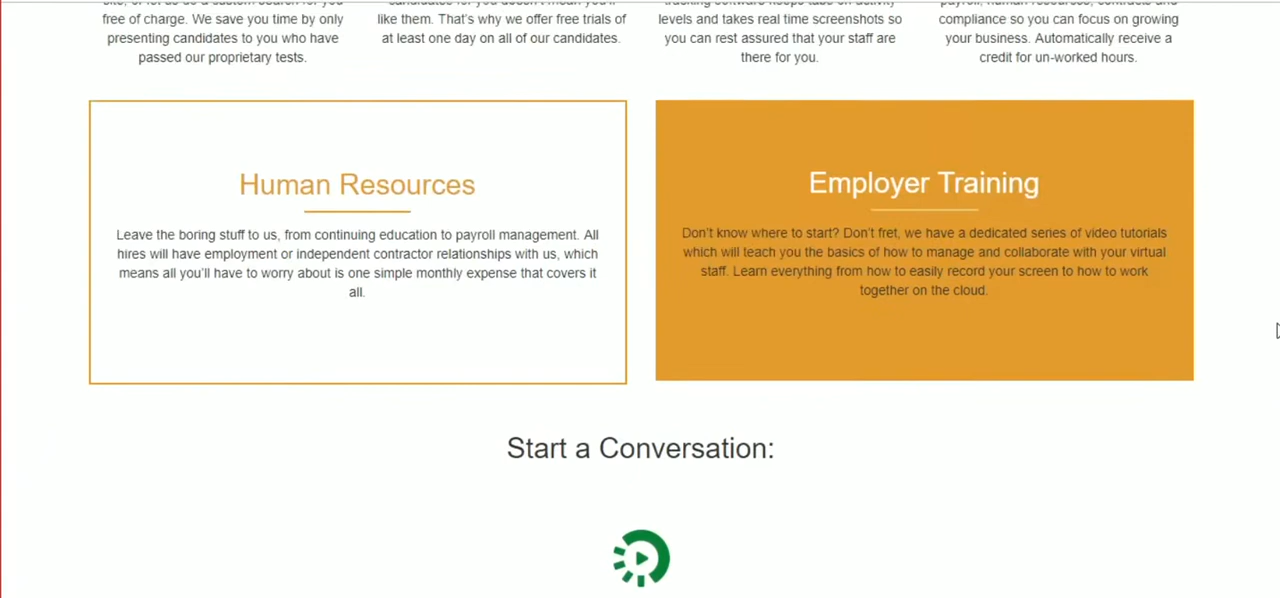 free of charge. We save you time by only
presenting candidates to you who have
passed our proprietary tests.
like them. That's why we offer free trials of
at least one day on all of our candidates.
levels and takes real time screenshots so
you can rest assured that your staff are
there for you.
compliance so you can focus on growing
your business. Automatically receive a
credit for un-worked hours.
Human Resources
Leave the boring stuff to us, from continuing education to payroll management. All
hires will have employment or independent contractor relationships with us, which
means all you'll have to worry about is one simple monthly expense that covers it
all.
Employer Training
Don't know where to start? Don't fret, we have a dedicated series of video tutorials
which will teach you the basics of how to manage and collaborate with your virtual
staff. Learn everything from how to easily record your screen to how to work
together on the cloud.
Start a Conversation: